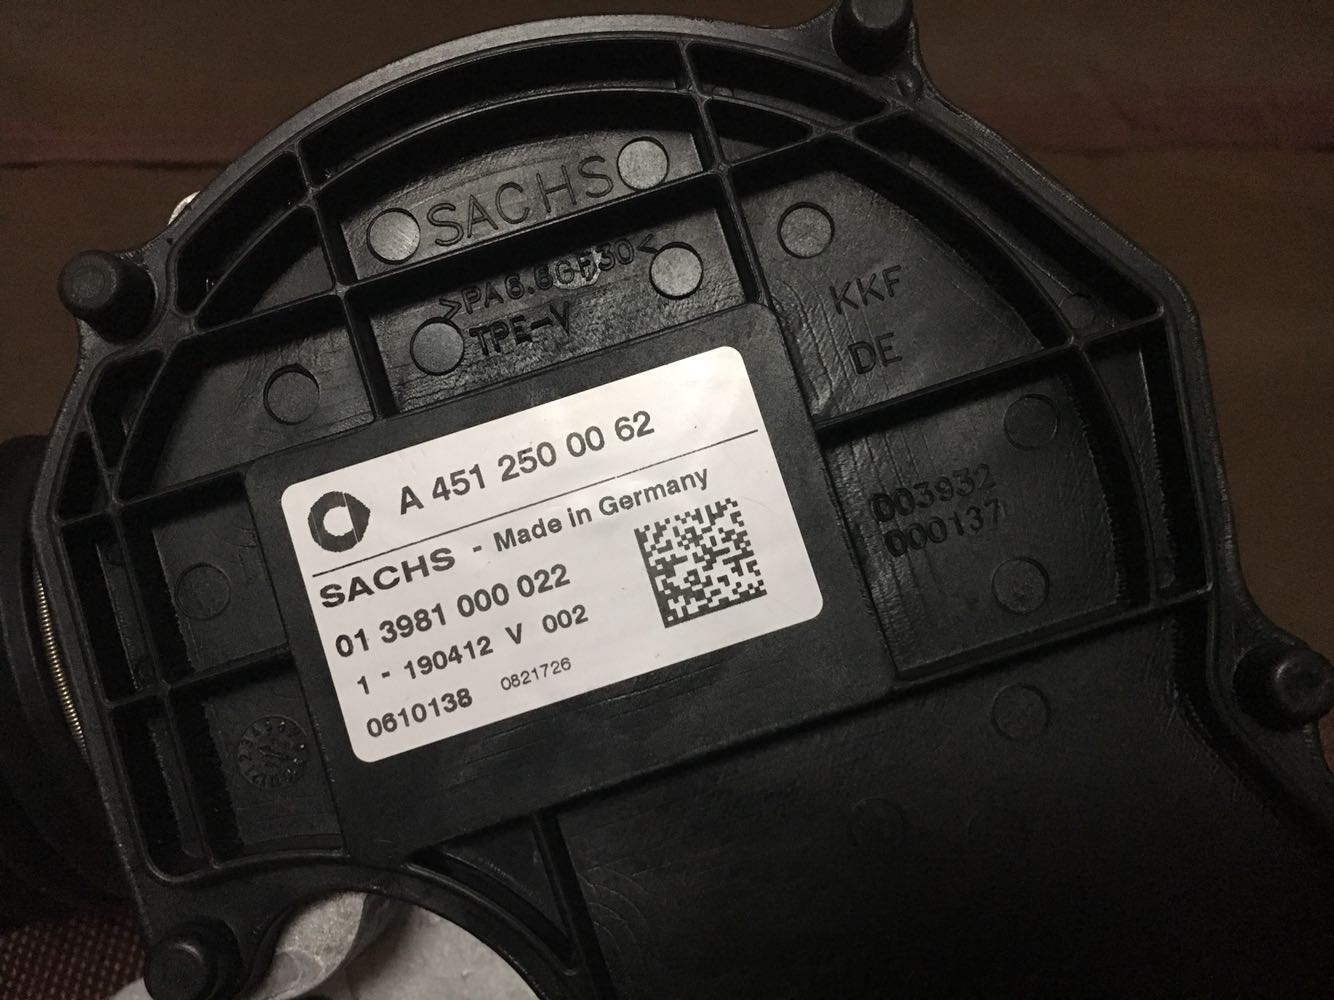 SACHS
>PA6.6GF30<
TPE-V
KKF
DE
A 451 250 00 62
SACHS - Made in Germany
01 3981 000 022
1 - 190412 V 002
0610138 0821726
003932
000137